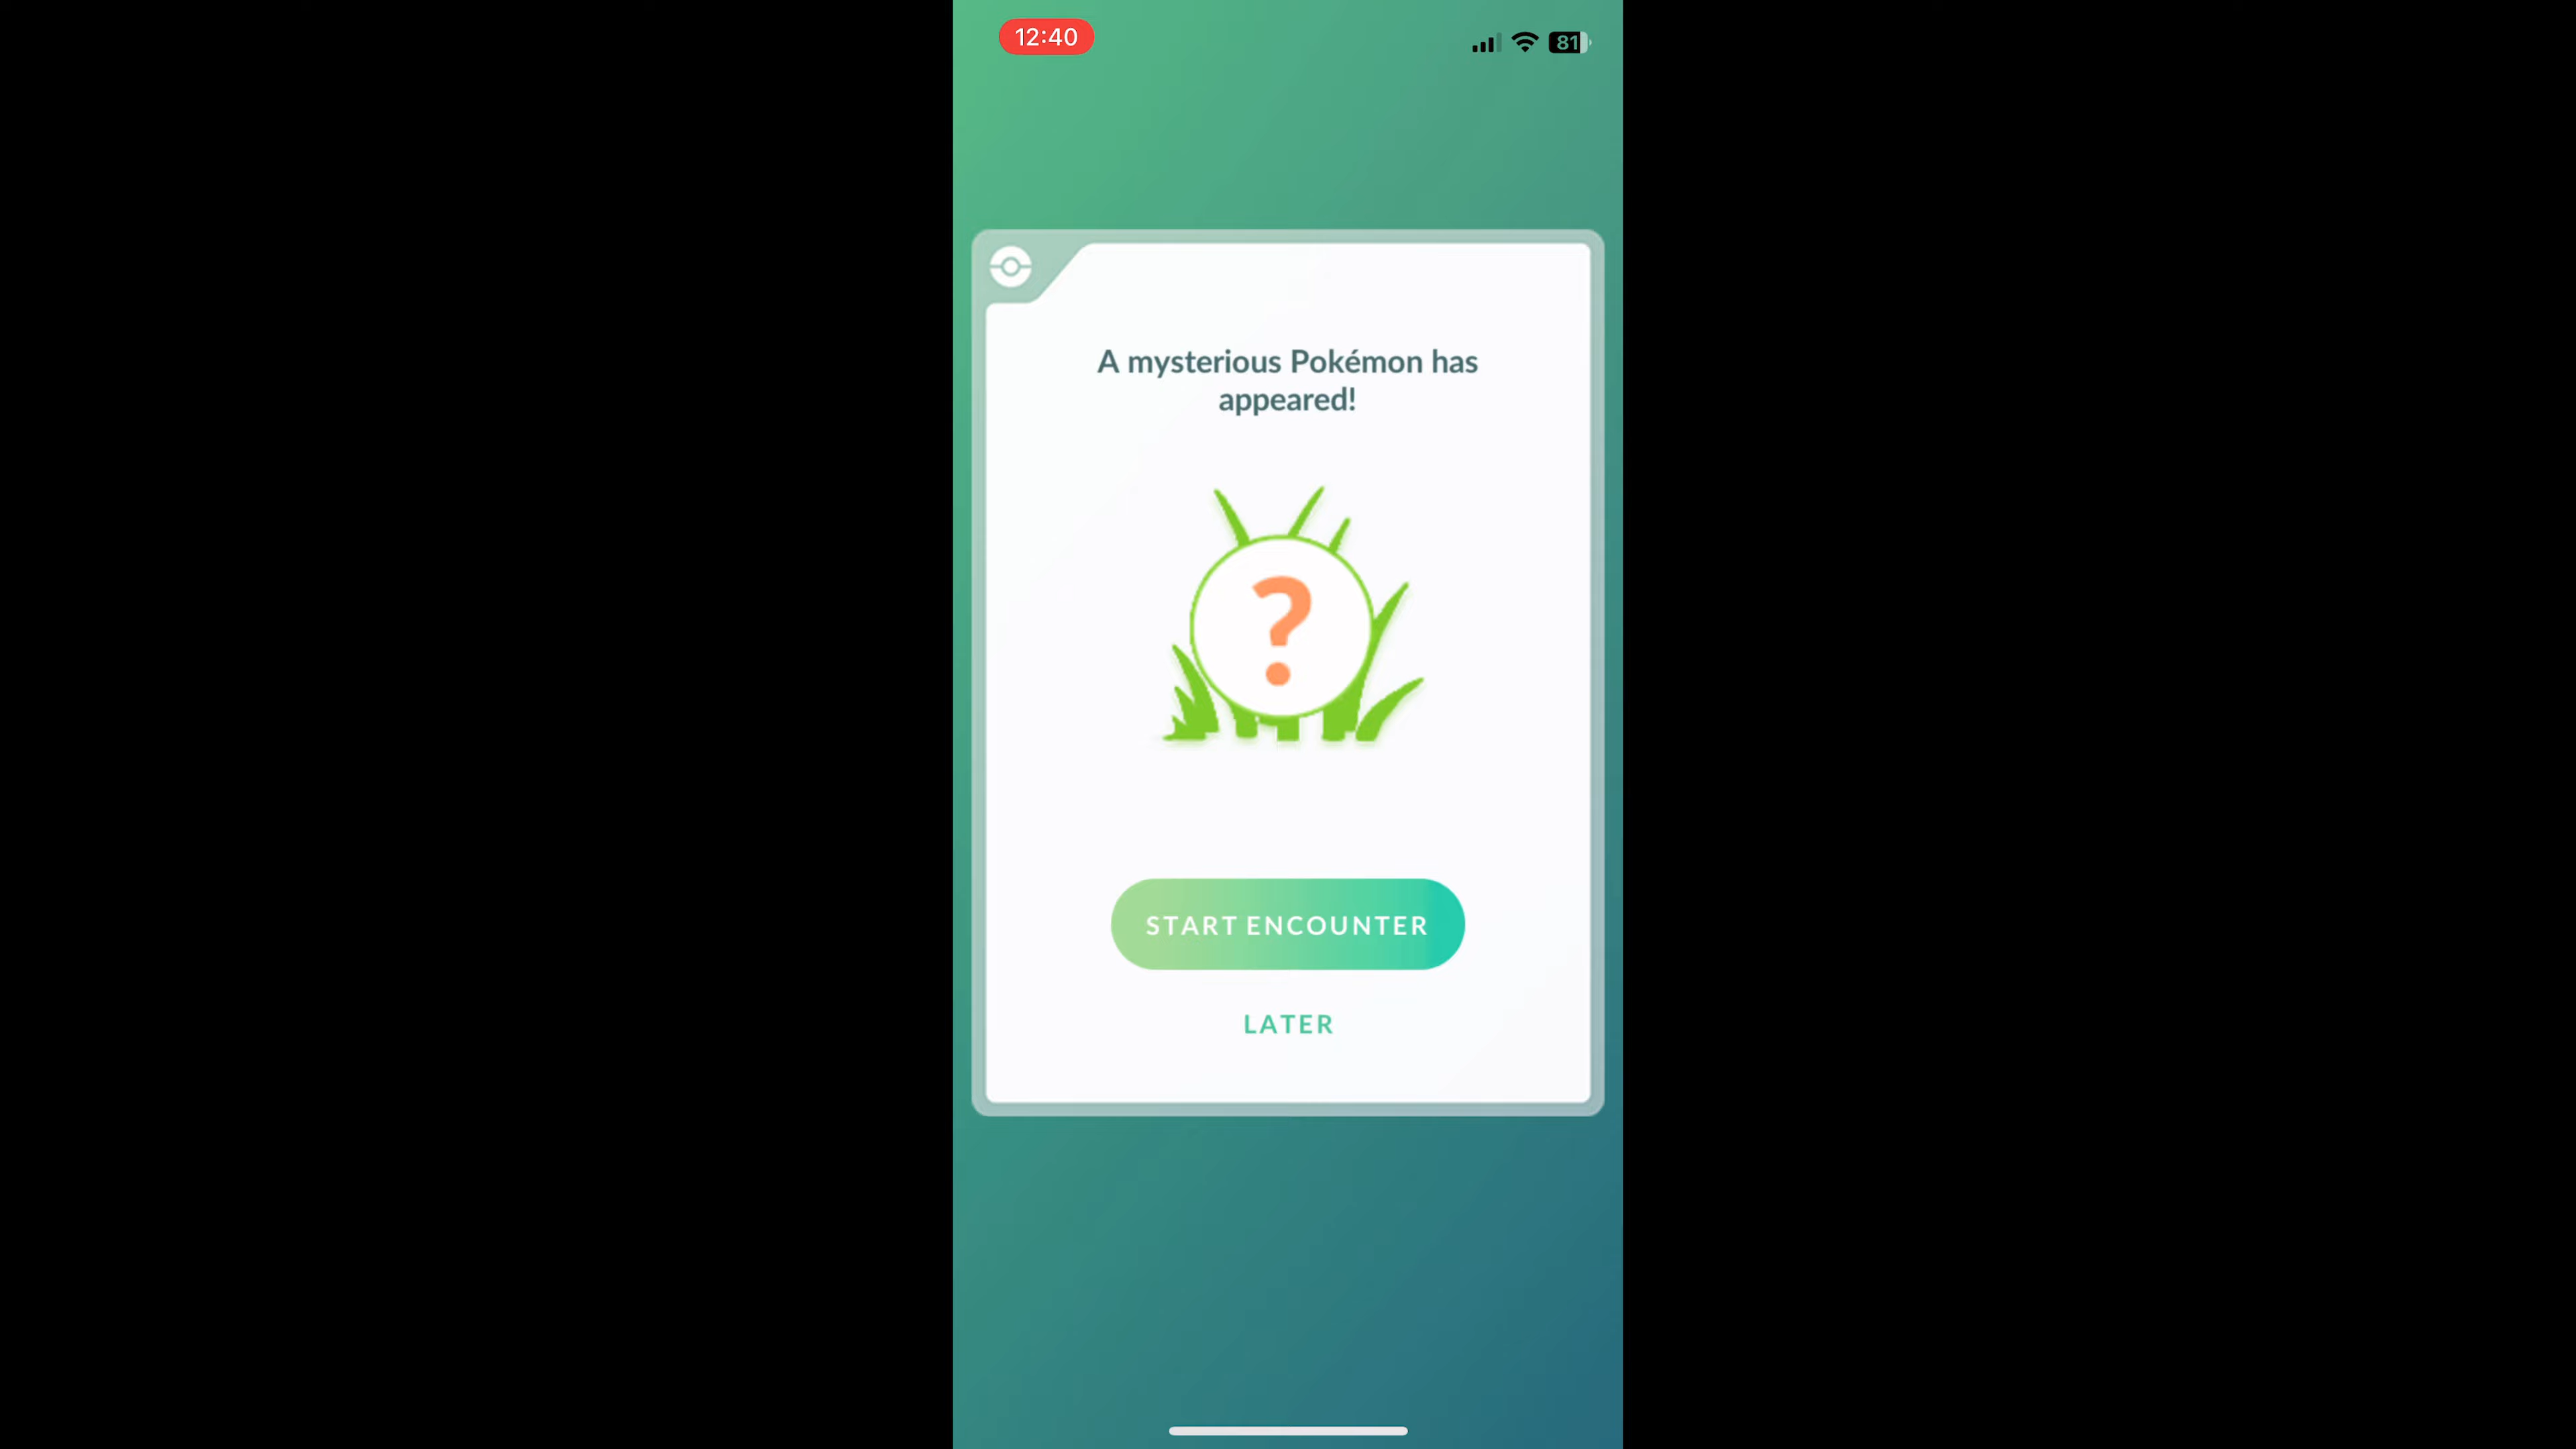 12:40
81
A mysterious Pokémon has
appeared!
?
START ENCOUNTER
LATER